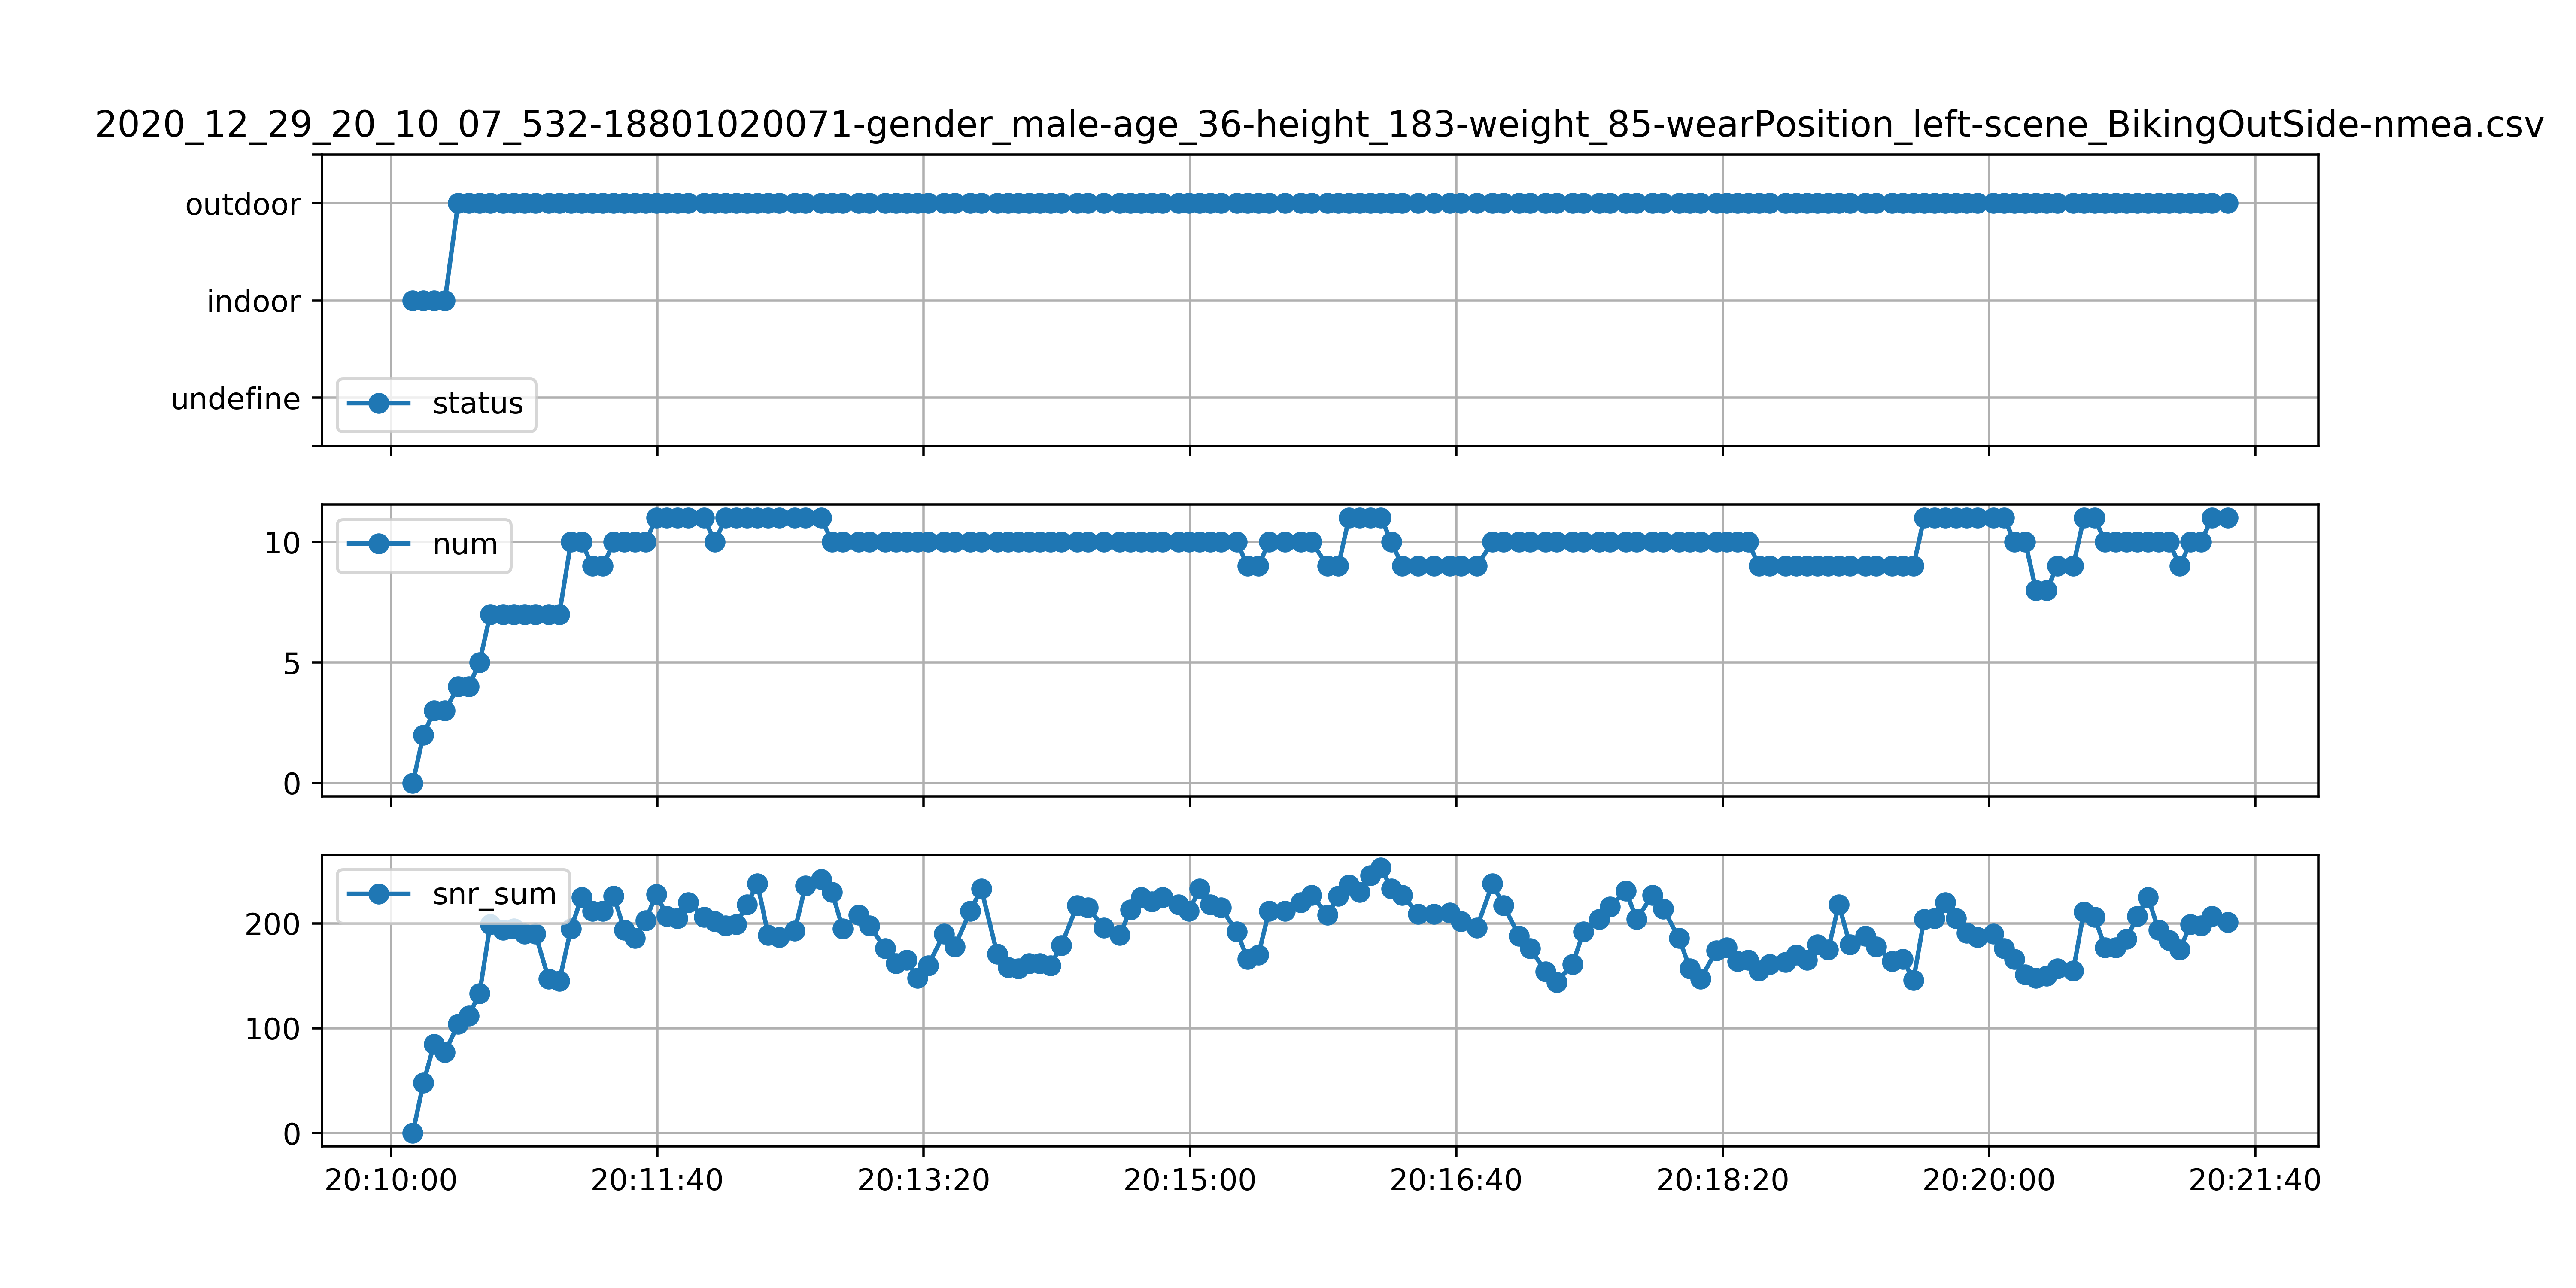 2020_12_29_20_10_07_532-18801020071-gender_male-age_36-height_183-weight_85-wearPosition_left-scene_BikingOutSide-nmea.csv
outdoor
indoor
undefine
status
10
5
0
num
200
100
0
snr_sum
20:10:00 20:11:40 20:13:20 20:15:00 20:16:40 20:18:20 20:20:00 20:21:40